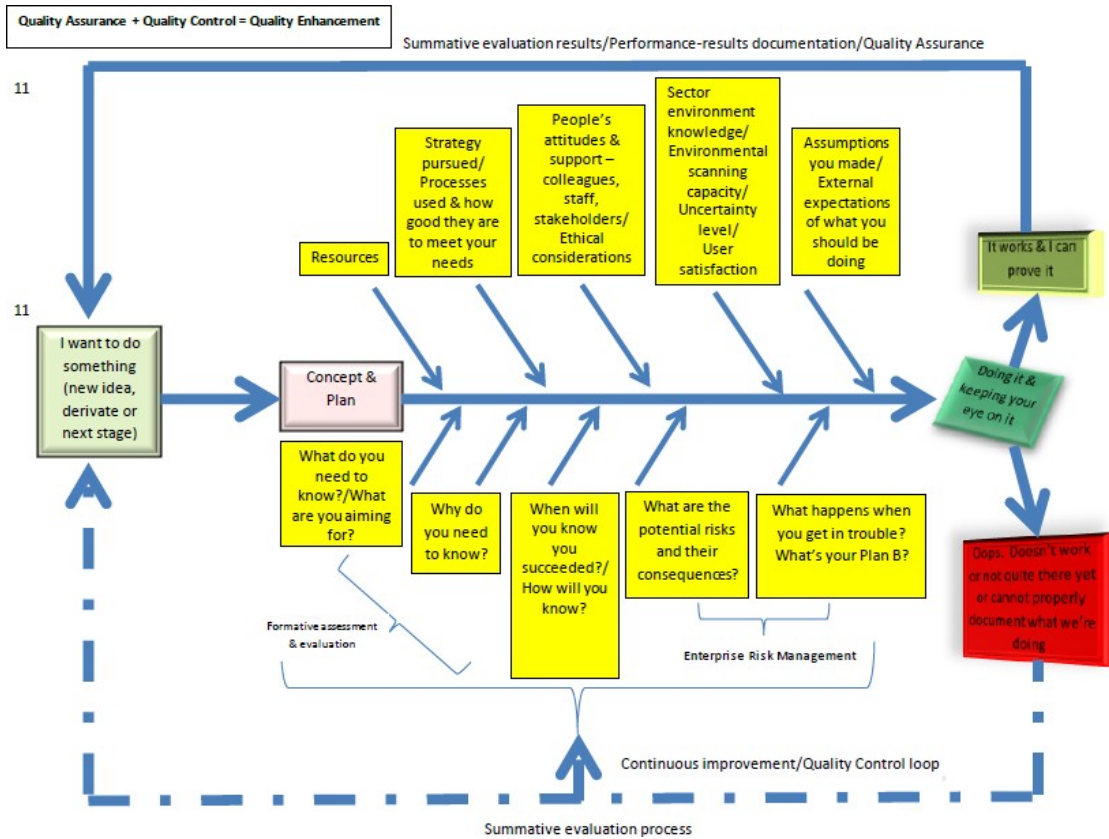 Quality Assurance + Quality Control = Quality Enhancement
Summative evaluation results/Performance-results documentation/Quality Assurance
11
Resources
Strategy
pursued/
Processes
used & how
good they are
to meet your
needs
People's
attitudes &
support –
colleagues,
staff,
stakeholders/
Ethical
considerations
Sector
environment
knowledge/
Environmental
scanning
capacity/
Uncertainty
level/
User
satisfaction
Assumptions
you made/
External
expectations
of what you
should be
doing
It works & I can
prove it
11
I want to do
something
(new idea,
derivate or
next stage)
Concept &
Plan
Doing it &
keeping your
eye on it
What do you
need to
know?/What
are you aiming
for?
Why do
you need
to know?
When will
you know
you
succeeded?/
How will you
know?
What are the
potential risks
and their
consequences?
What happens when
you get in trouble?
What's your Plan B?
Oops. Doesn't work
or not quite there yet
or cannot properly
document what we're
doing
Formative assessment
& evaluation
Enterprise Risk Management
Continuous improvement/Quality Control loop
Summative evaluation process